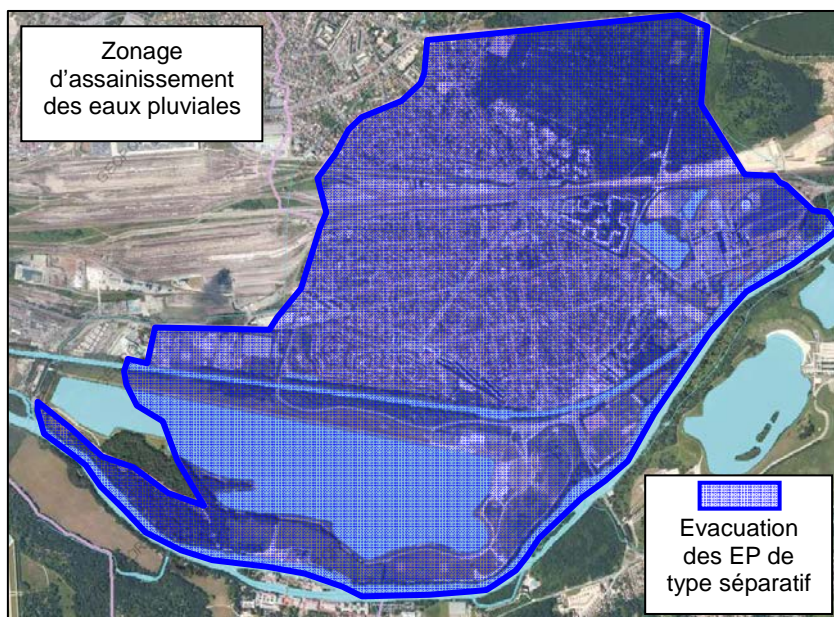 Zonage
d'assainissement
des eaux pluviales
Evacuation
des EP de
type séparatif